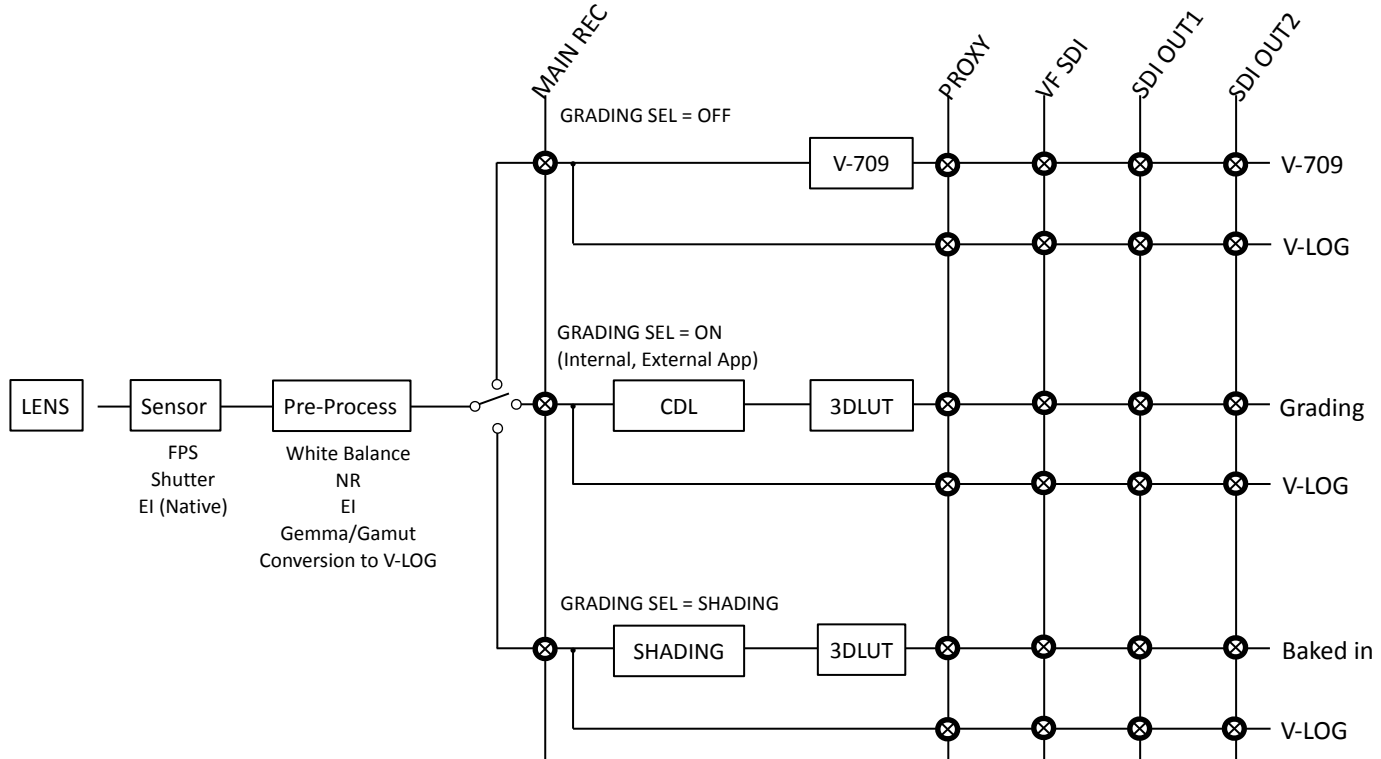 MAIN REC
PROXY
VF SDI
SDI OUT1
SDI OUT2
GRADING SEL = OFF
V-709
V-709
V-LOG
GRADING SEL = ON
(Internal, External App)
LENS
Sensor
Pre-Process
CDL
3DLUT
Grading
FPS
Shutter
EI (Native)
White Balance
NR
EI
Gemma/Gamut
Conversion to V-LOG
V-LOG
GRADING SEL = SHADING
SHADING
3DLUT
Baked in
V-LOG